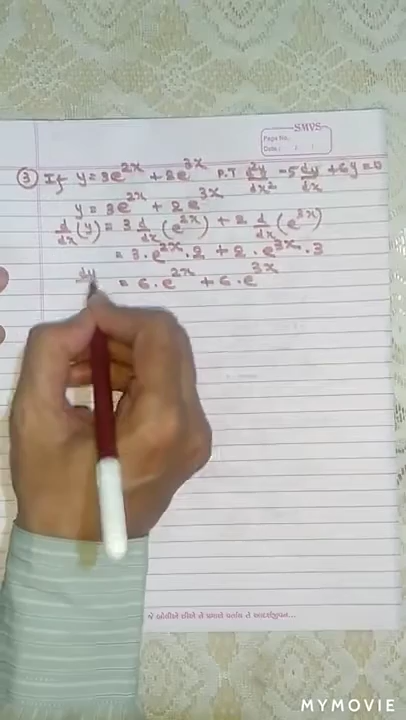 SMVS
Page No.
Date : / /
③ If y=3e^2x + 2e^3x P.T d²y/dx² -5 dy/dx +6y=0
y = 3e^2x + 2e^3x
d/dx (y) = 3 d/dx (e^2x) + 2 d/dx (e^3x)
= 3·e^2x·2 + 2·e^3x·3
dy = 6·e^2x + 6·e^3x
MYMOVIE